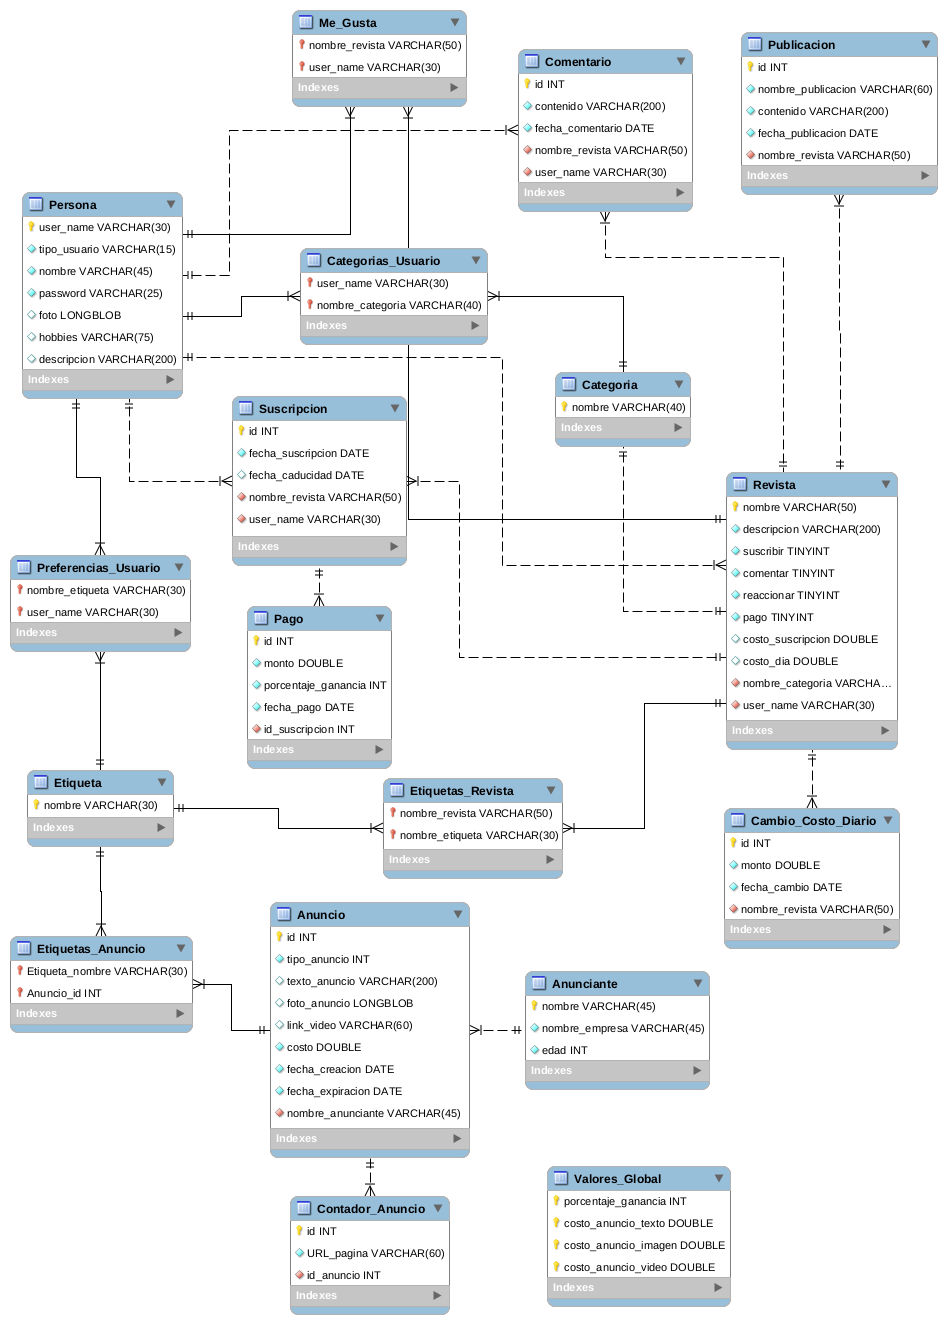 Me_Gusta
nombre_revista VARCHAR(50)
user_name VARCHAR(30)
Indexes
Comentario
id INT
contenido VARCHAR(200)
fecha_comentario DATE
nombre_revista VARCHAR(50)
user_name VARCHAR(30)
Indexes
Publicacion
id INT
nombre_publicacion VARCHAR(60)
contenido VARCHAR(200)
fecha_publicacion DATE
nombre_revista VARCHAR(50)
Indexes
Persona
user_name VARCHAR(30)
tipo_usuario VARCHAR(15)
nombre VARCHAR(45)
password VARCHAR(25)
foto LONGBLOB
hobbies VARCHAR(75)
descripcion VARCHAR(200)
Indexes
Categorias_Usuario
user_name VARCHAR(30)
nombre_categoria VARCHAR(40)
Indexes
Categoria
nombre VARCHAR(40)
Indexes
Suscripcion
id INT
fecha_suscripcion DATE
fecha_caducidad DATE
nombre_revista VARCHAR(50)
user_name VARCHAR(30)
Indexes
Revista
nombre VARCHAR(50)
descripcion VARCHAR(200)
suscribir TINYINT
comentar TINYINT
reaccionar TINYINT
pago TINYINT
costo_suscripcion DOUBLE
costo_dia DOUBLE
nombre_categoria VARCHA...
user_name VARCHAR(30)
Indexes
Preferencias_Usuario
nombre_etiqueta VARCHAR(30)
user_name VARCHAR(30)
Indexes
Pago
id INT
monto DOUBLE
porcentaje_ganancia INT
fecha_pago DATE
id_suscripcion INT
Indexes
Etiqueta
nombre VARCHAR(30)
Indexes
Etiquetas_Revista
nombre_revista VARCHAR(50)
nombre_etiqueta VARCHAR(30)
Indexes
Cambio_Costo_Diario
id INT
monto DOUBLE
fecha_cambio DATE
nombre_revista VARCHAR(50)
Indexes
Etiquetas_Anuncio
Etiqueta_nombre VARCHAR(30)
Anuncio_id INT
Indexes
Anuncio
id INT
tipo_anuncio INT
texto_anuncio VARCHAR(200)
foto_anuncio LONGBLOB
link_video VARCHAR(60)
costo DOUBLE
fecha_creacion DATE
fecha_expiracion DATE
nombre_anunciante VARCHAR(45)
Indexes
Anunciante
nombre VARCHAR(45)
nombre_empresa VARCHAR(45)
edad INT
Indexes
Contador_Anuncio
id INT
URL_pagina VARCHAR(60)
id_anuncio INT
Indexes
Valores_Global
porcentaje_ganancia INT
costo_anuncio_texto DOUBLE
costo_anuncio_imagen DOUBLE
costo_anuncio_video DOUBLE
Indexes